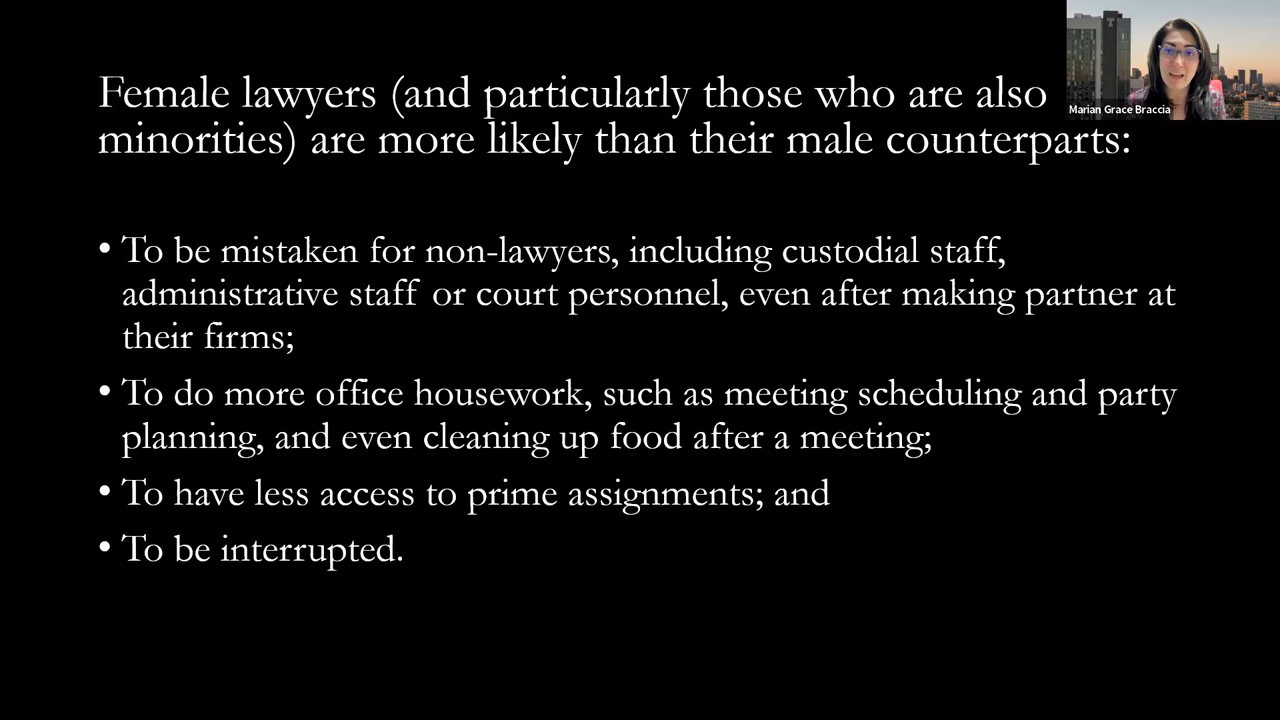 Female lawyers (and particularly those who are also
minorities) are more likely than their male counterparts:
Marian Grace Braccia
• To be mistaken for non-lawyers, including custodial staff,
administrative staff or court personnel, even after making partner at
their firms;
• To do more office housework, such as meeting scheduling and party
planning, and even cleaning up food after a meeting;
• To have less access to prime assignments; and
• To be interrupted.